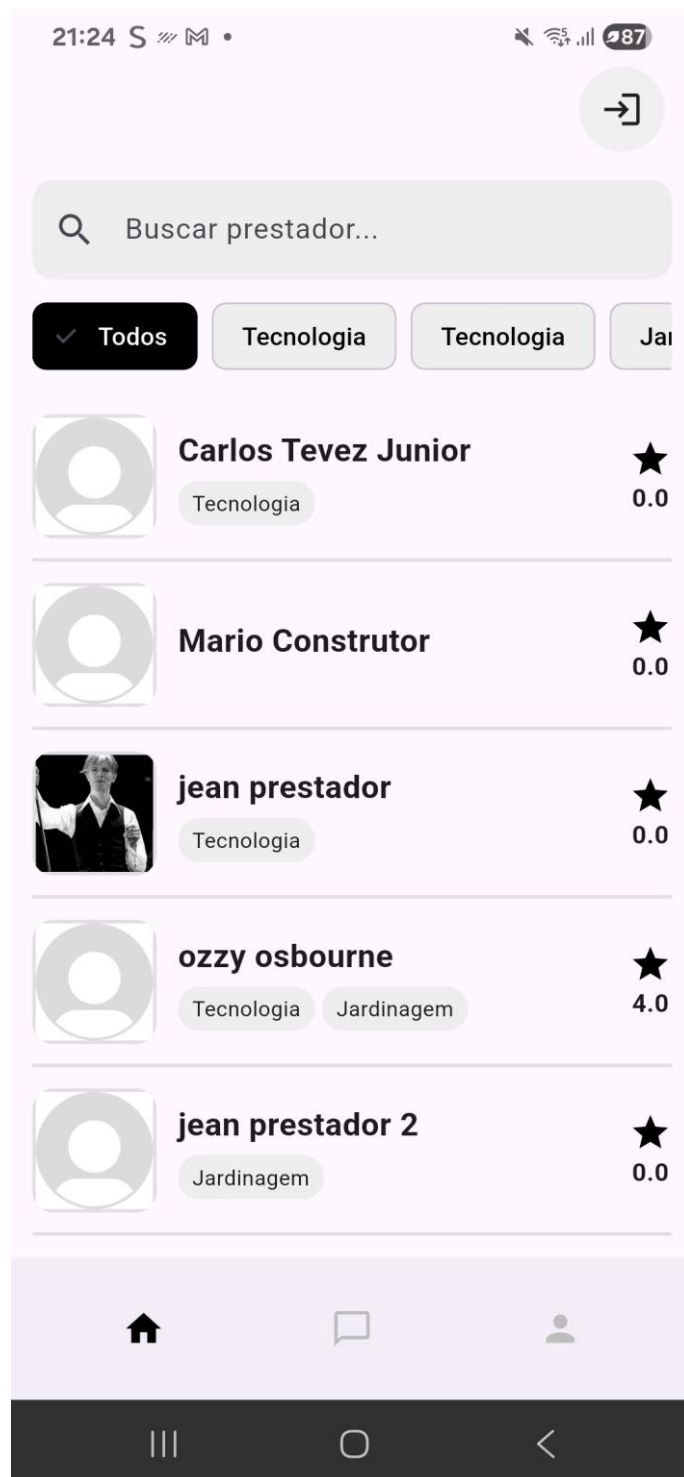 21:24
87
Buscar prestador...
Todos Tecnologia Tecnologia Jar
Carlos Tevez Junior
Tecnologia
0.0
Mario Construtor
0.0
jean prestador
Tecnologia
0.0
ozzy osbourne
Tecnologia Jardinagem
4.0
jean prestador 2
Jardinagem
0.0